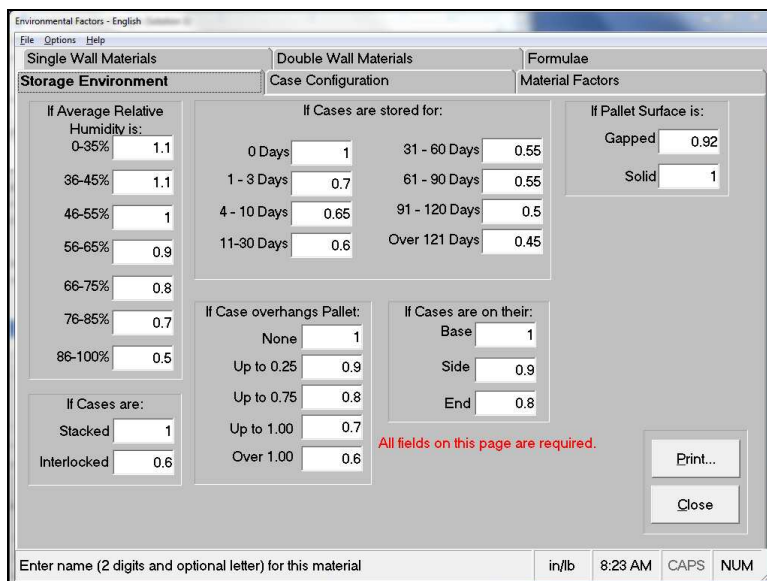 Environmental Factors - English
File Options Help
Single Wall Materials Double Wall Materials Formulae
Storage Environment Case Configuration Material Factors
If Average Relative
Humidity is:
0-35% 1.1
36-45% 1.1
46-55% 1
56-65% 0.9
66-75% 0.8
76-85% 0.7
86-100% 0.5
If Cases are stored for:
0 Days 1
1 - 3 Days 0.7
4 - 10 Days 0.65
11-30 Days 0.6
31 - 60 Days 0.55
61 - 90 Days 0.55
91 - 120 Days 0.5
Over 121 Days 0.45
If Pallet Surface is:
Gapped 0.92
Solid 1
If Cases are:
Stacked 1
Interlocked 0.6
If Case overhangs Pallet:
None 1
Up to 0.25 0.9
Up to 0.75 0.8
Up to 1.00 0.7
Over 1.00 0.6
If Cases are on their:
Base 1
Side 0.9
End 0.8
All fields on this page are required.
Print...
Close
Enter name (2 digits and optional letter) for this material in/lb 8:23 AM CAPS NUM